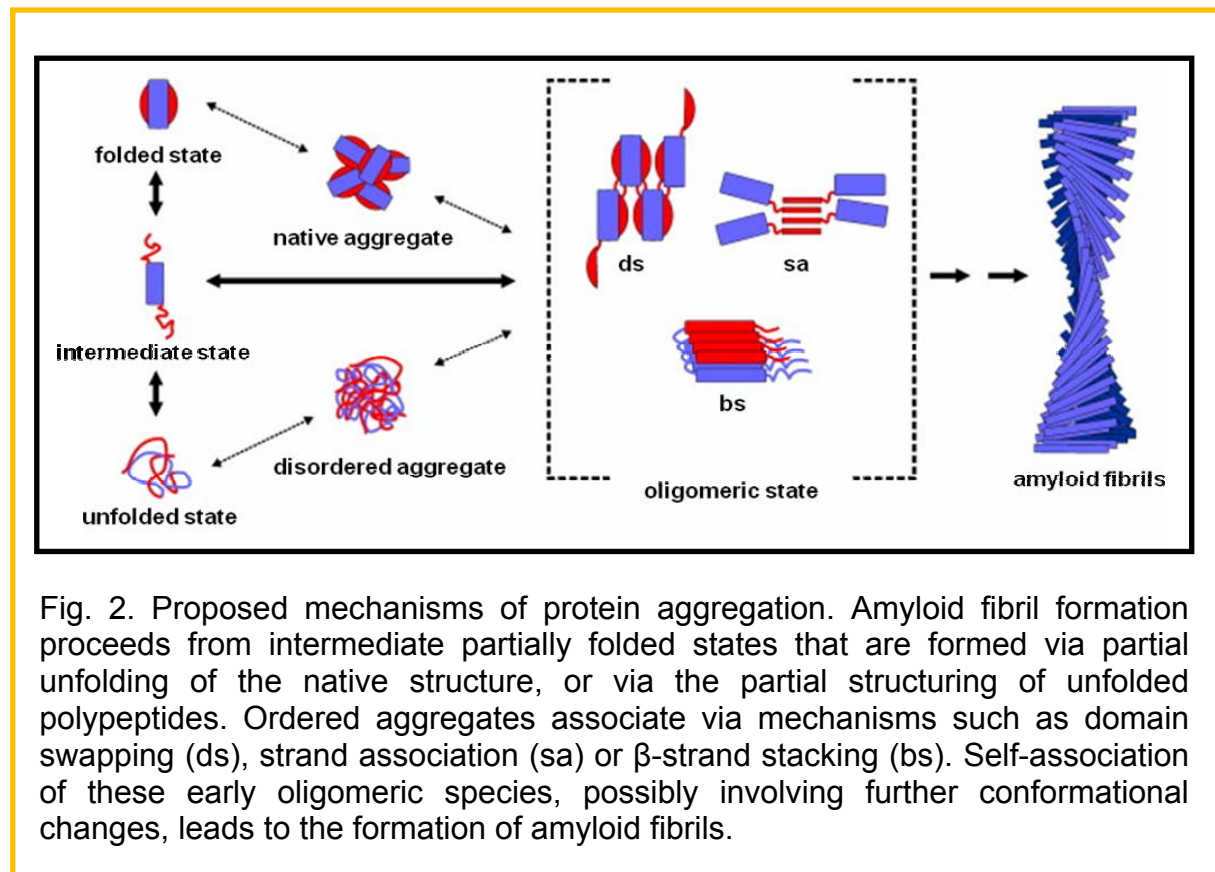 folded state
native aggregate
intermediate state
disordered aggregate
unfolded state
ds
sa
bs
oligomeric state
amyloid fibrils
Fig. 2. Proposed mechanisms of protein aggregation. Amyloid fibril formation
proceeds from intermediate partially folded states that are formed via partial
unfolding of the native structure, or via the partial structuring of unfolded
polypeptides. Ordered aggregates associate via mechanisms such as domain
swapping (ds), strand association (sa) or β-strand stacking (bs). Self-association
of these early oligomeric species, possibly involving further conformational
changes, leads to the formation of amyloid fibrils.